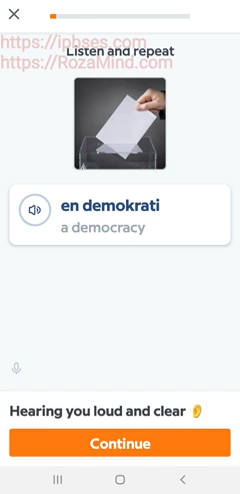 https://ipbses.com
https://RozaMind.com
Listen and repeat
en demokrati
a democracy
Hearing you loud and clear 👂
Continue